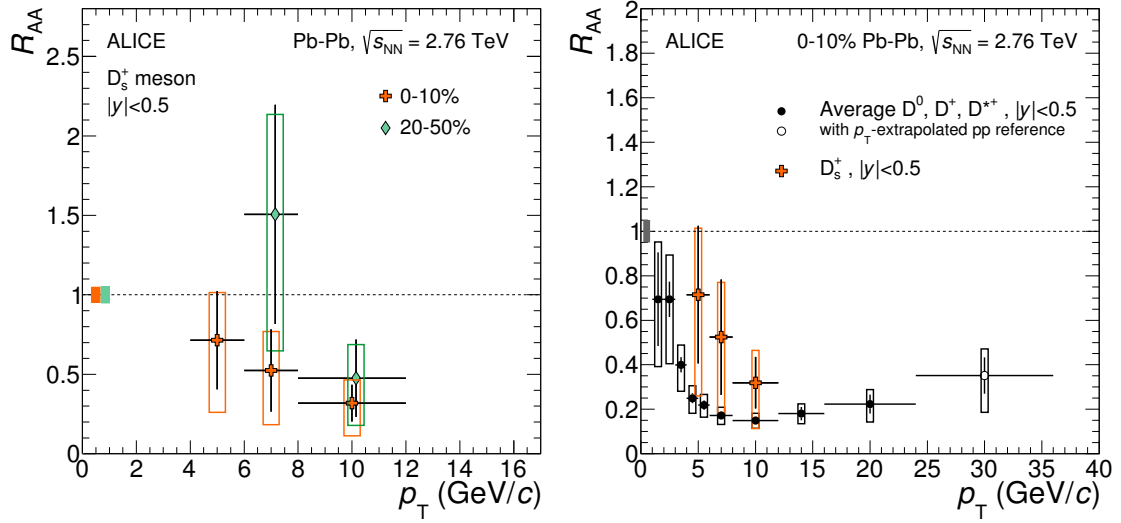 R_AA
ALICE
Pb-Pb, √s_NN = 2.76 TeV
D_s^+ meson
|y|<0.5
0-10%
20-50%
2.5
2
1.5
1
0.5
0
0 2 4 6 8 10 12 14 16
p_T (GeV/c)
R_AA
ALICE
0-10% Pb-Pb, √s_NN = 2.76 TeV
Average D^0, D^+, D^*+, |y|<0.5
with p_T-extrapolated pp reference
D_s^+ , |y|<0.5
2
1.8
1.6
1.4
1.2
1
0.8
0.6
0.4
0.2
0
0 5 10 15 20 25 30 35 40
p_T (GeV/c)